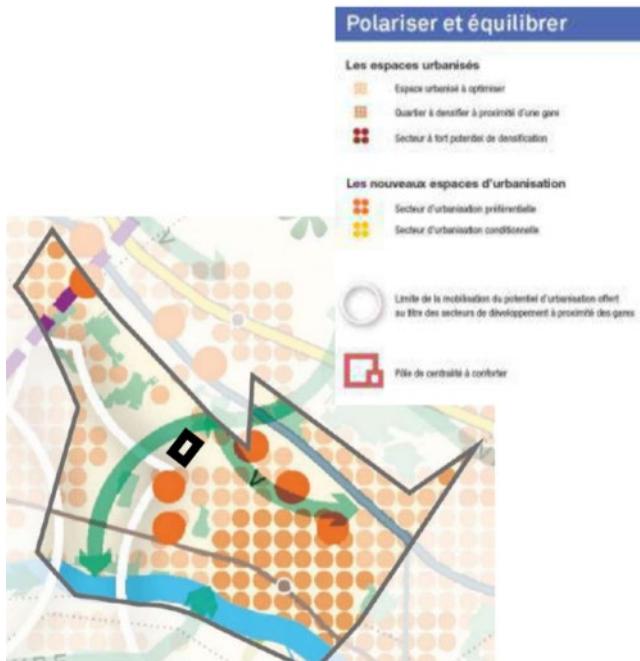 Polariser et équilibrer
Les espaces urbanisés
Espace urbanisé à optimiser
Quartier à densifier à proximité d'une gare
Secteur à fort potentiel de densification
Les nouveaux espaces d'urbanisation
Secteur d'urbanisation préférentielle
Secteur d'urbanisation conditionnelle
Limite de la mobilisation du potentiel d'urbanisation offert
au titre des secteurs de développement à proximité des gares
Pôle de centralité à conforter
V